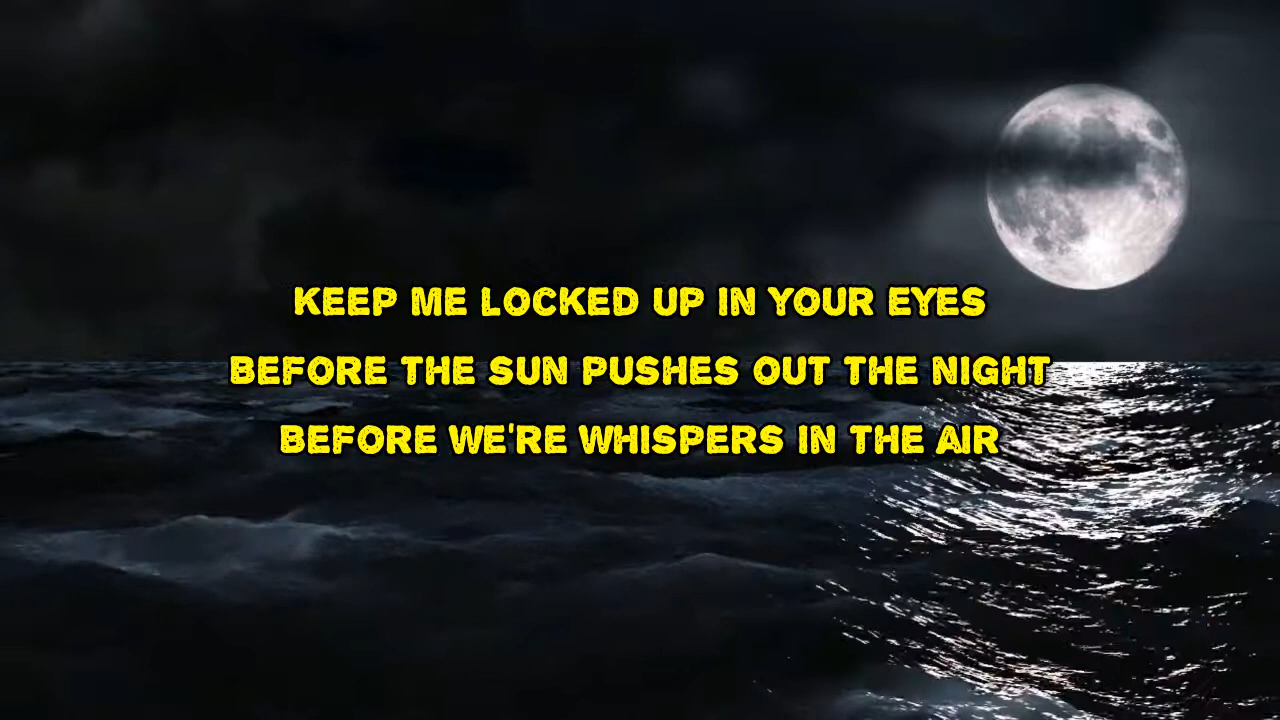 KEEP ME LOCKED UP IN YOUR EYES
BEFORE THE SUN PUSHES OUT THE NIGHT
BEFORE WE'RE WHISPERS IN THE AIR